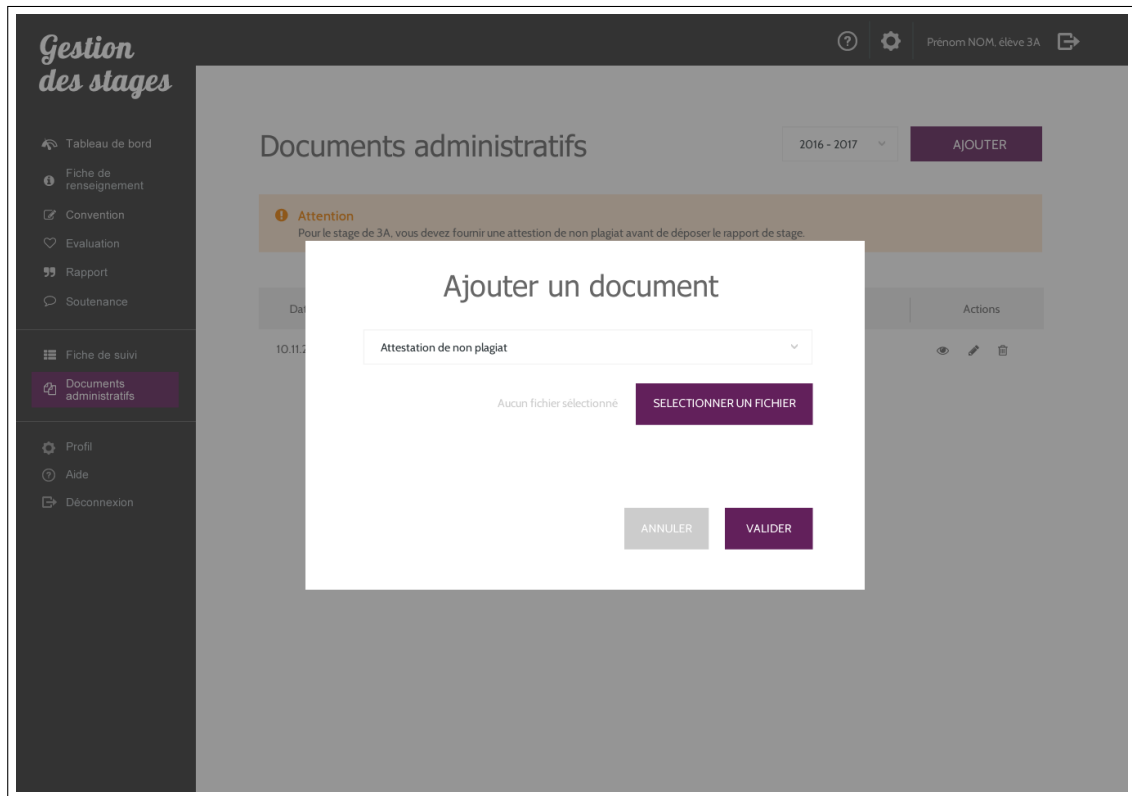 Gestion
des stages
Prénom NOM, élève 3A
Tableau de bord
Fiche de
renseignement
Convention
Evaluation
Rapport
Soutenance
Fiche de suivi
Documents
administratifs
Profil
Aide
Déconnexion
Documents administratifs
2016 - 2017
AJOUTER
Attention
Pour le stage de 3A, vous devez fournir une attestion de non plagiat avant de déposer le rapport de stage.
Actions
10.11.
Ajouter un document
Attestation de non plagiat
Aucun fichier sélectionné
SELECTIONNER UN FICHIER
ANNULER
VALIDER